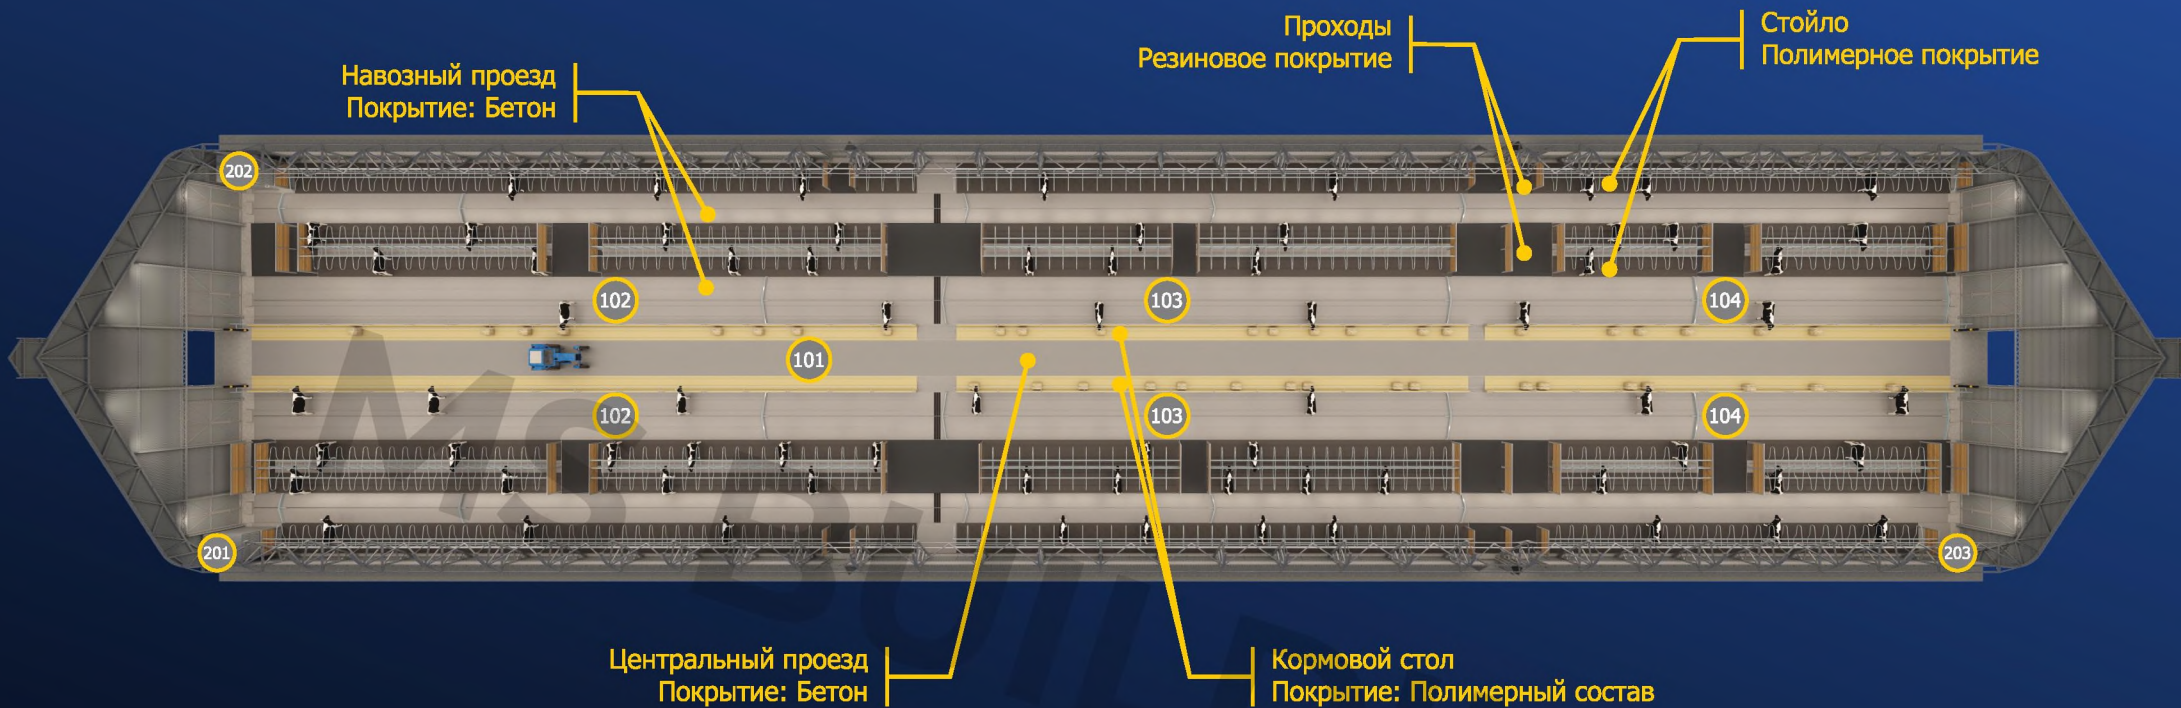 Проходы
Резиновое покрытие
Стойло
Полимерное покрытие
Навозный проезд
Покрытие: Бетон
202
102
103
104
101
102
103
104
201
203
Центральный проезд
Покрытие: Бетон
Кормовой стол
Покрытие: Полимерный состав